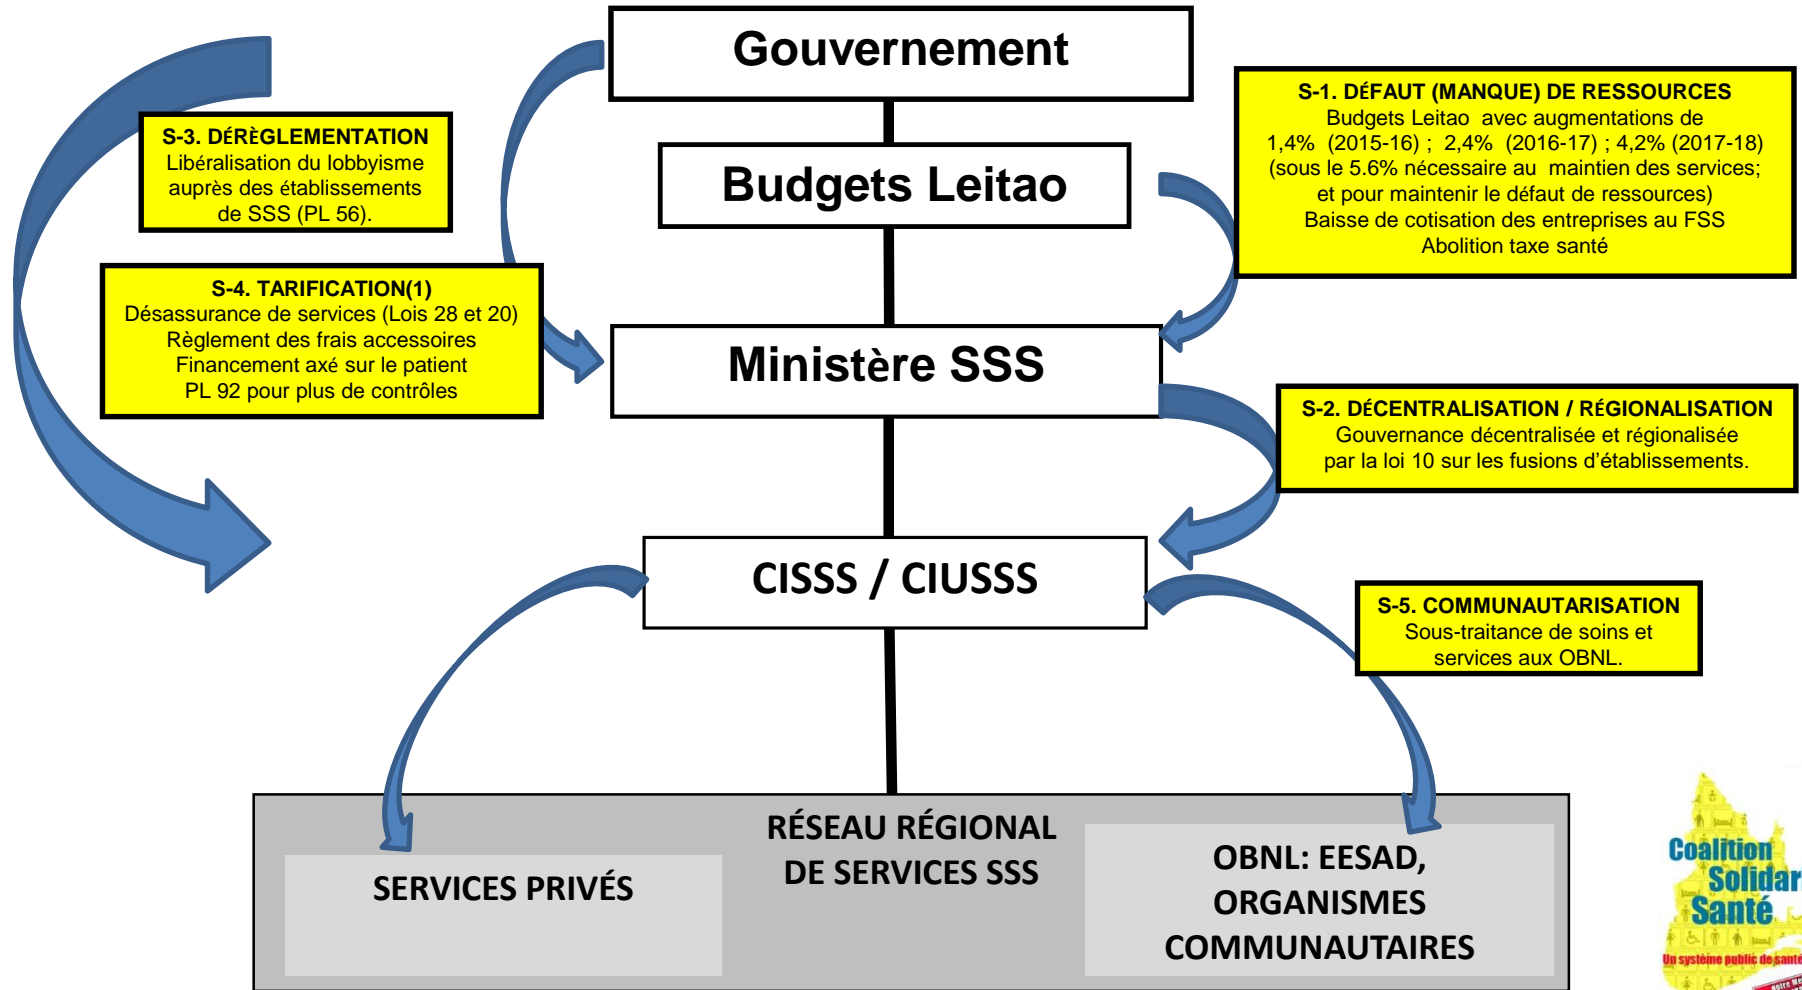 Gouvernement
S-3. DÉRÈGLEMENTATION
Libéralisation du lobbyisme
auprès des établissements
de SSS (PL 56).
Budgets Leitao
S-1. DÉFAUT (MANQUE) DE RESSOURCES
Budgets Leitao avec augmentations de
1,4% (2015-16) ; 2,4% (2016-17) ; 4,2% (2017-18)
(sous le 5.6% nécessaire au maintien des services;
et pour maintenir le défaut de ressources)
Baisse de cotisation des entreprises au FSS
Abolition taxe santé
S-4. TARIFICATION(1)
Désassurance de services (Lois 28 et 20)
Règlement des frais accessoires
Financement axé sur le patient
PL 92 pour plus de contrôles
Ministère SSS
S-2. DÉCENTRALISATION / RÉGIONALISATION
Gouvernance décentralisée et régionalisée
par la loi 10 sur les fusions d’établissements.
CISSS / CIUSSS
S-5. COMMUNAUTARISATION
Sous-traitance de soins et
services aux OBNL.
RÉSEAU RÉGIONAL
DE SERVICES SSS
SERVICES PRIVÉS
OBNL: EESAD,
ORGANISMES
COMMUNAUTAIRES
Coalition
Solidar
Santé
Un système public de santé